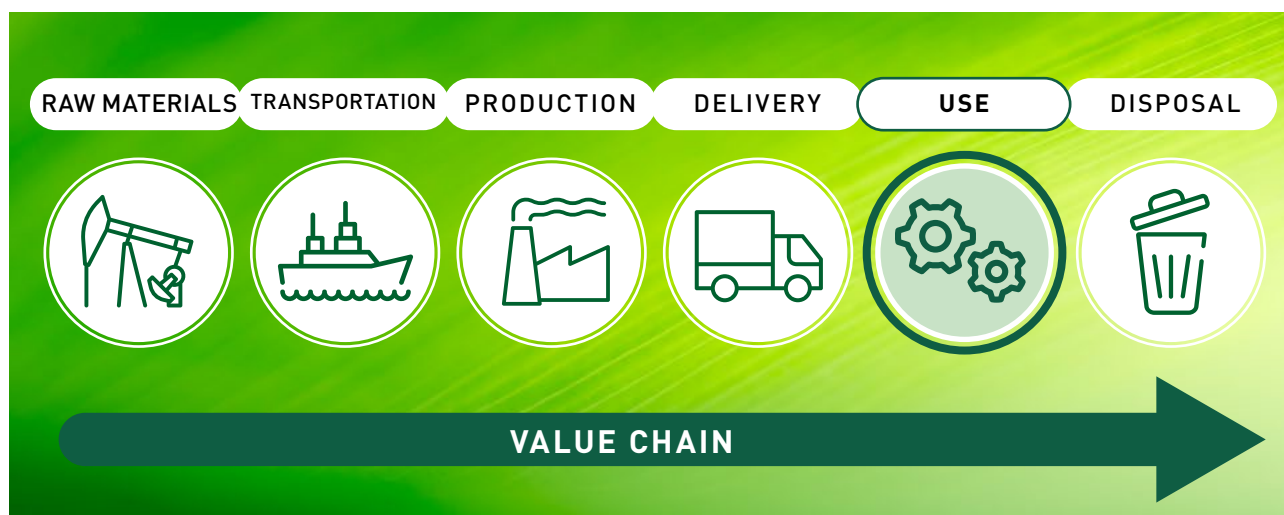 RAW MATERIALS
TRANSPORTATION
PRODUCTION
DELIVERY
USE
DISPOSAL
VALUE CHAIN